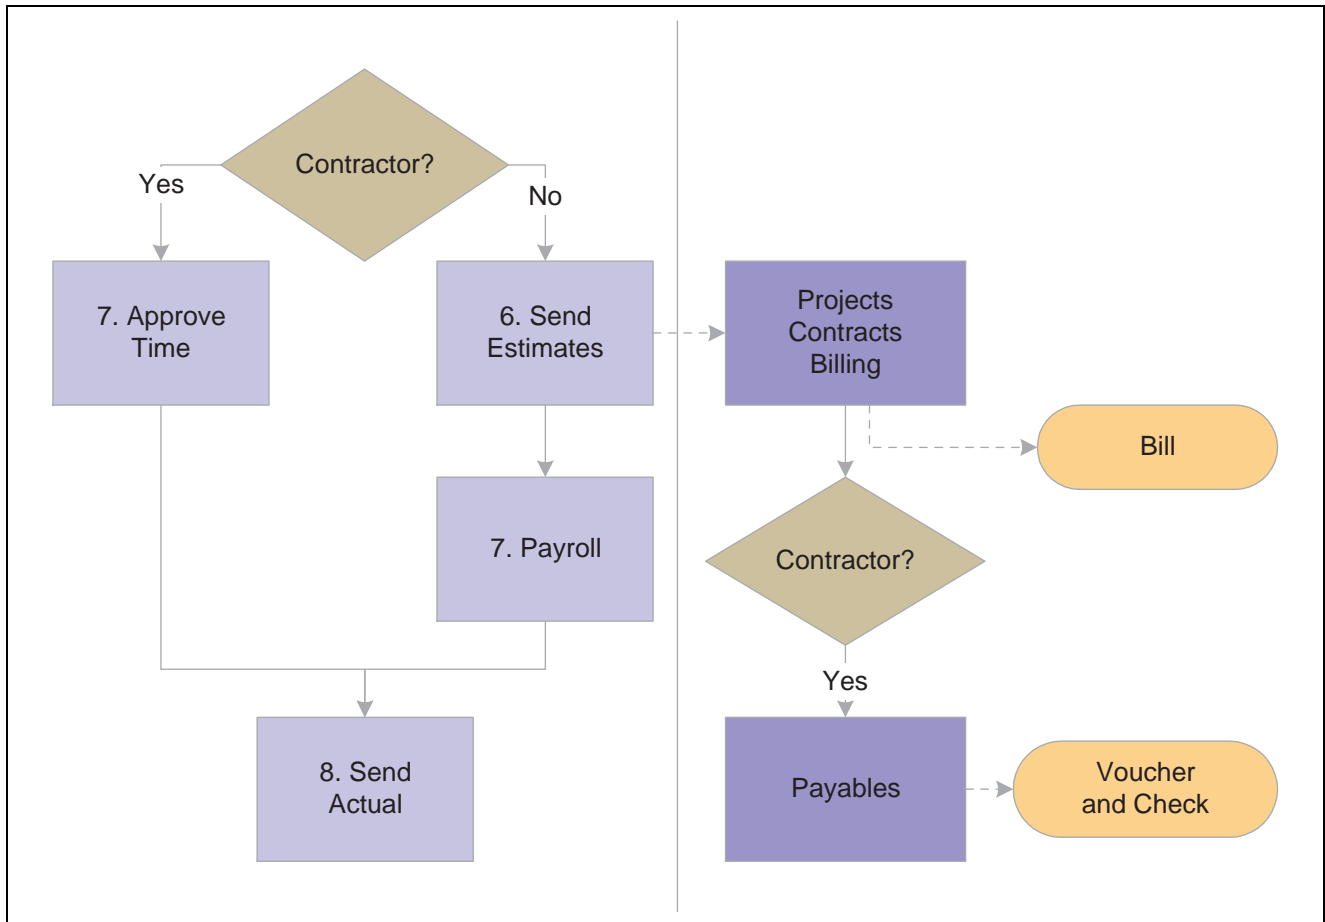 Contractor?
Yes
No
7. Approve
Time
6. Send
Estimates
Projects
Contracts
Billing
Bill
7. Payroll
Contractor?
Yes
8. Send
Actual
Payables
Voucher
and Check